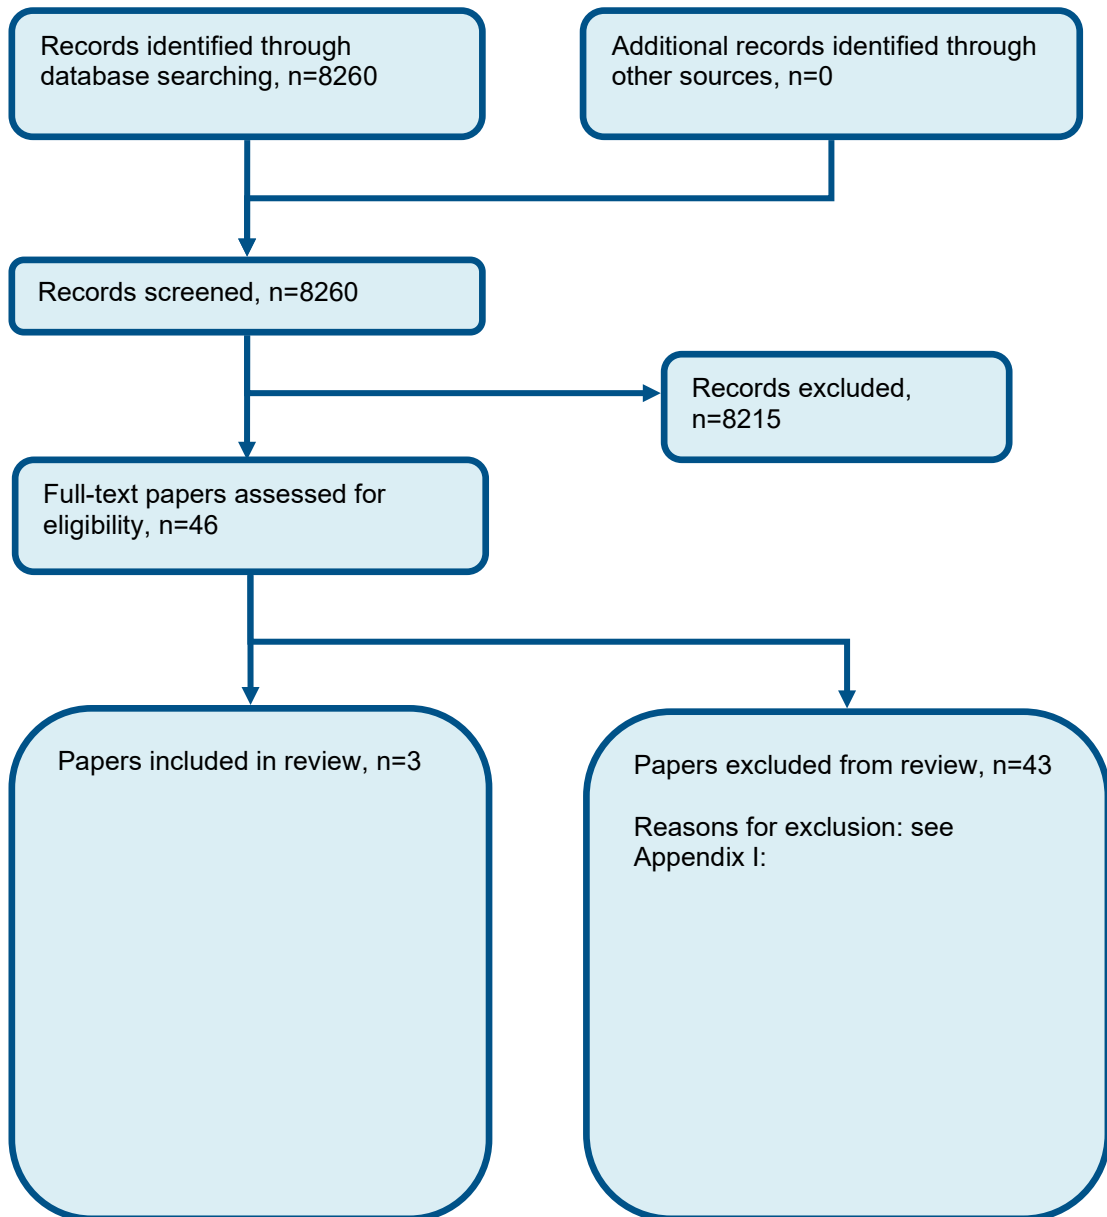 Records identified through
database searching, n=8260
Additional records identified through
other sources, n=0
Records screened, n=8260
Records excluded,
n=8215
Full-text papers assessed for
eligibility, n=46
Papers included in review, n=3
Papers excluded from review, n=43
Reasons for exclusion: see
Appendix I: